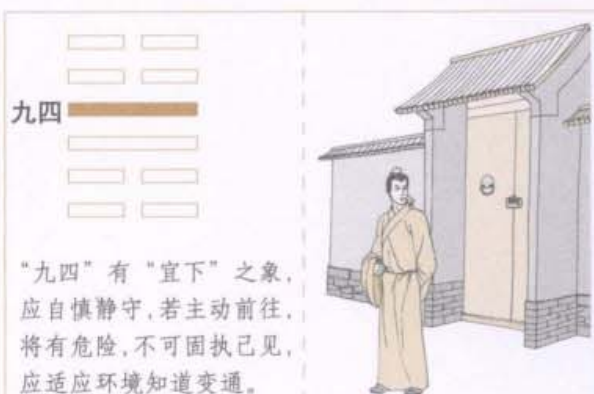 九四
“九四”有“宜下”之象，
应自慎静守，若主动前往，
将有危险，不可固执己见，
应适应环境知道变通。